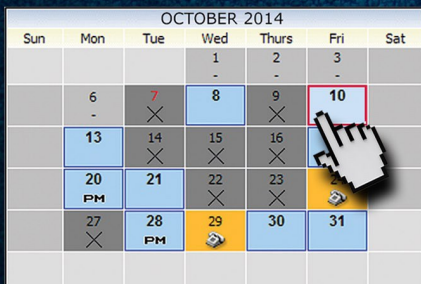 OCTOBER 2014
Sun Mon Tue Wed Thurs Fri Sat
1 2 3
- - -
6 7 8 9 10
-
13 14 15 16
20 21 22 23
PM
27 28 29 30 31
PM